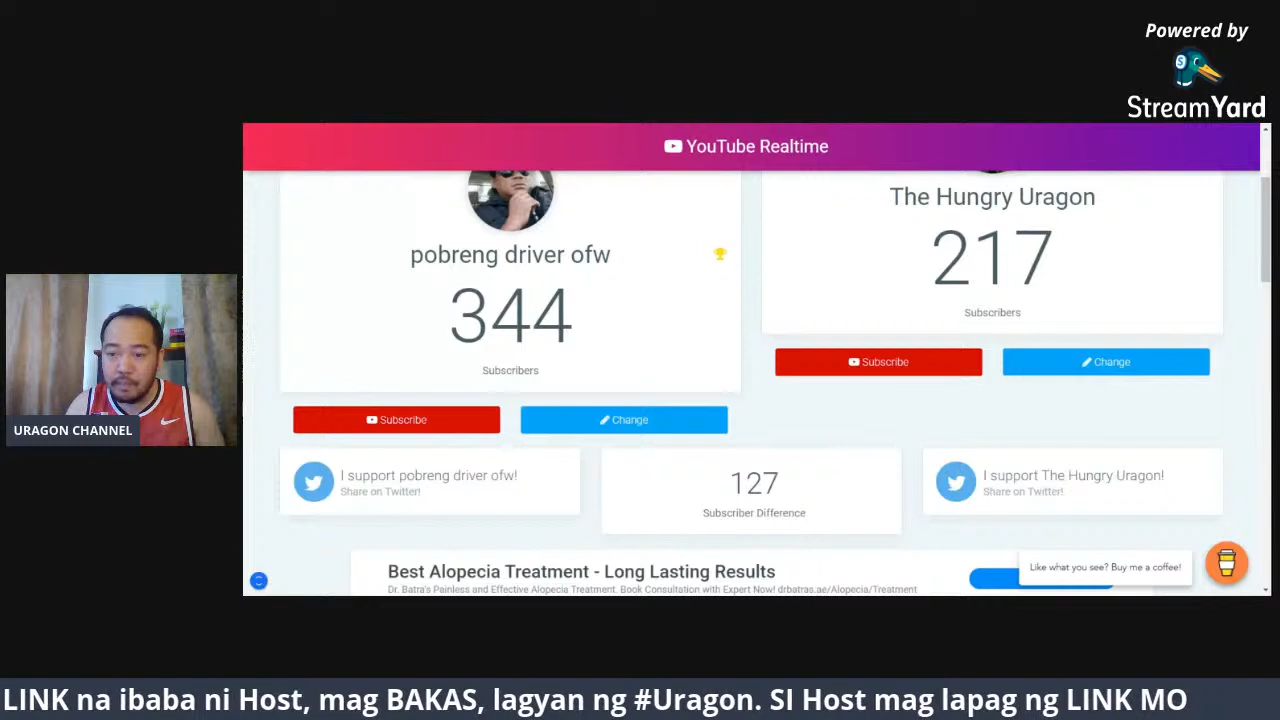 Powered by
StreamYard
YouTube Realtime
pobreng driver ofw
344
Subscribers
Subscribe
Change
The Hungry Uragon
217
Subscribers
Subscribe
Change
URAGON CHANNEL
I support pobreng driver ofw!
Share on Twitter!
127
Subscriber Difference
I support The Hungry Uragon!
Share on Twitter!
Best Alopecia Treatment - Long Lasting Results
Dr. Batra's Painless and Effective Alopecia Treatment. Book Consultation with Expert Now! drbatras.ae/Alopecia/Treatment
Like what you see? Buy me a coffee!
LINK na ibaba ni Host, mag BAKAS, lagyan ng #Uragon. SI Host mag lapag ng LINK MO